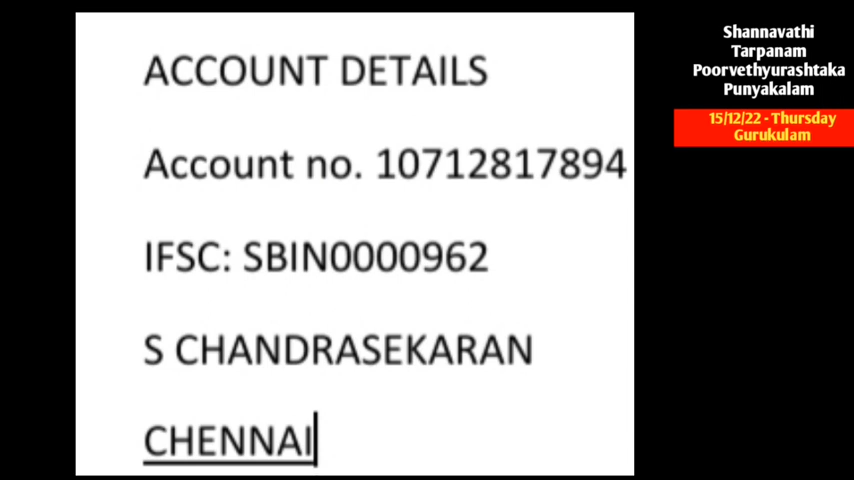 ACCOUNT DETAILS
Account no. 10712817894
IFSC: SBIN0000962
S CHANDRASEKARAN
CHENNAI
Shannavathi
Tarpanam
Poorvethyurashtaka
Punyakalam
15/12/22 - Thursday
Gurukulam